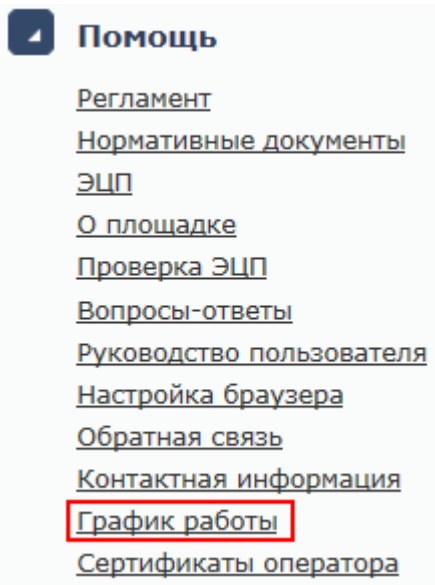 Помощь
Регламент
Нормативные документы
ЭЦП
О площадке
Проверка ЭЦП
Вопросы-ответы
Руководство пользователя
Настройка браузера
Обратная связь
Контактная информация
График работы
Сертификаты оператора